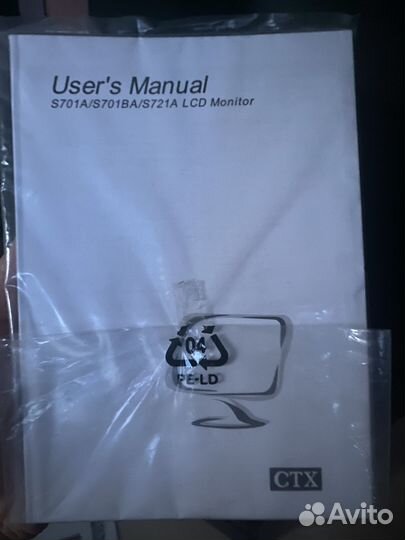 User's Manual
S701A/S701BA/S721A LCD Monitor
04
PE-LD
CTX
Avito